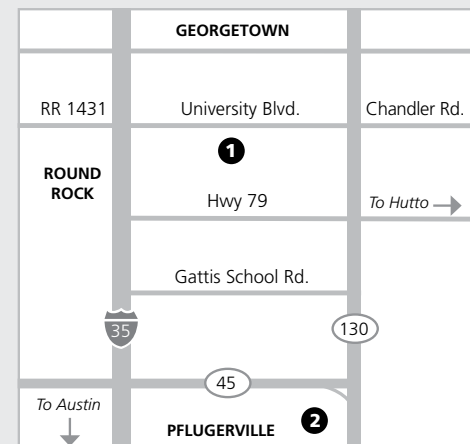 GEORGETOWN
RR 1431
University Blvd.
Chandler Rd.
1
ROUND
ROCK
Hwy 79
To Hutto
Gattis School Rd.
35
130
45
To Austin
PFLUGERVILLE
2